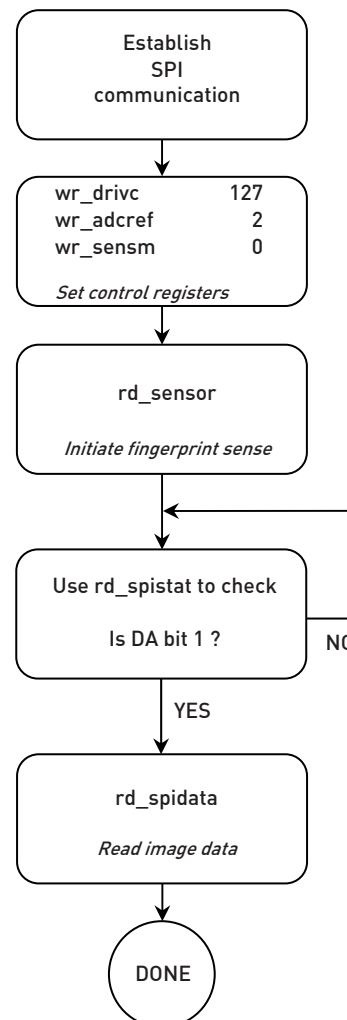 Establish
SPI
communication
wr_drivc 127
wr_adcref 2
wr_sensm 0
Set control registers
rd_sensor
Initiate fingerprint sense
Use rd_spistat to check
Is DA bit 1 ?
NO
YES
rd_spidata
Read image data
DONE